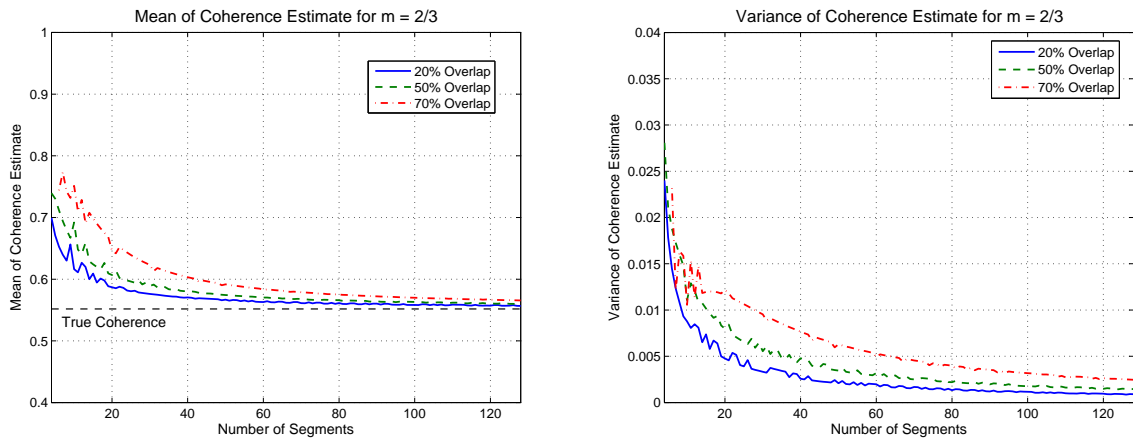 Mean of Coherence Estimate for m = 2/3
Mean of Coherence Estimate
1
0.9
0.8
0.7
0.6
0.5
0.4
20% Overlap
50% Overlap
70% Overlap
True Coherence
20
40
60
80
100
120
Number of Segments
Variance of Coherence Estimate for m = 2/3
Variance of Coherence Estimate
0.04
0.035
0.03
0.025
0.02
0.015
0.01
0.005
0
20% Overlap
50% Overlap
70% Overlap
20
40
60
80
100
120
Number of Segments